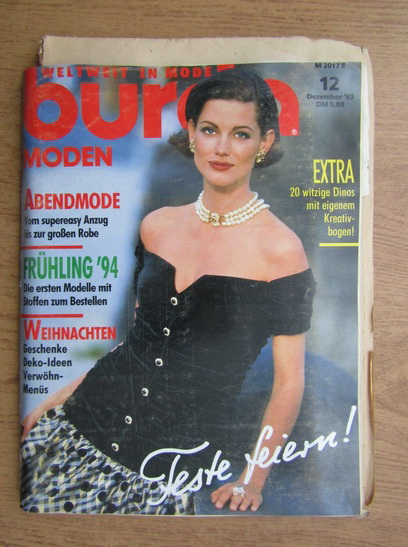 WELTWEIT IN MODE
burda
MODEN
M 2017 E
12
Dezember '93
DM 5,80
ABENDMODE
Vom supereasy Anzug
bis zur großen Robe
FRÜHLING '94
Die ersten Modelle mit
Stoffen zum Bestellen
WEIHNACHTEN
Geschenke
Deko-Ideen
Verwöhn-
Menüs
EXTRA
20 witzige Dinos
mit eigenem
Kreativ-
bogen!
Feste feiern!